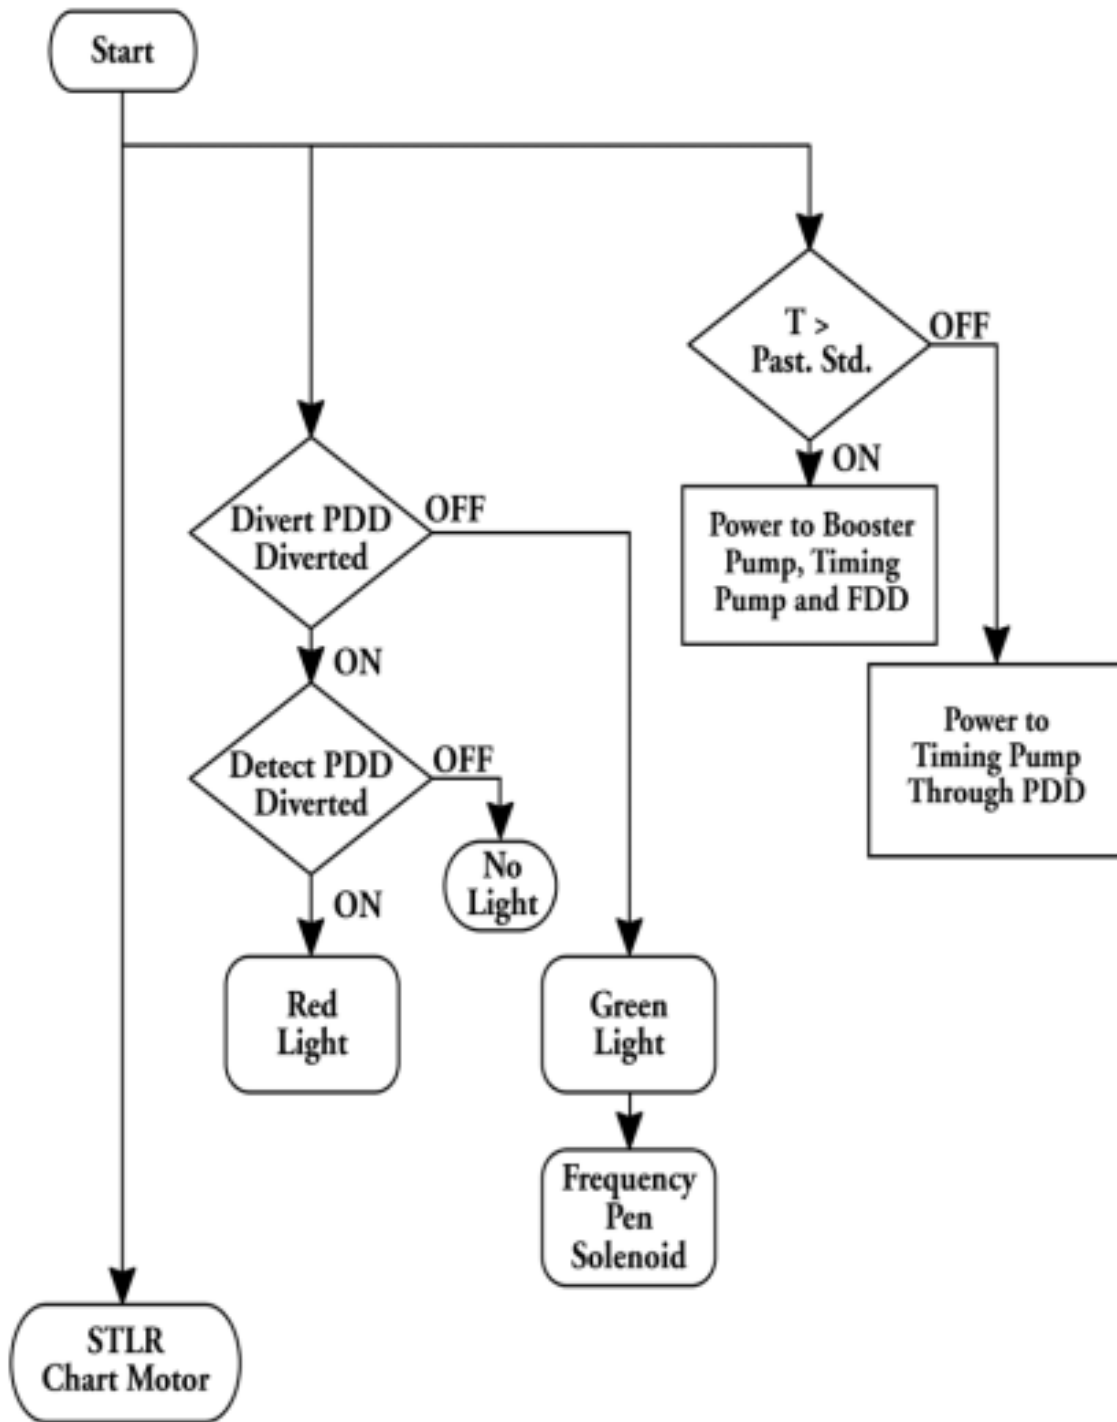 Start
T >
Past. Std.
OFF
ON
Power to Booster
Pump, Timing
Pump and FDD
Power to
Timing Pump
Through PDD
Divert PDD
Diverted
OFF
ON
Detect PDD
Diverted
OFF
ON
No
Light
Red
Light
Green
Light
Frequency
Pen
Solenoid
STLR
Chart Motor